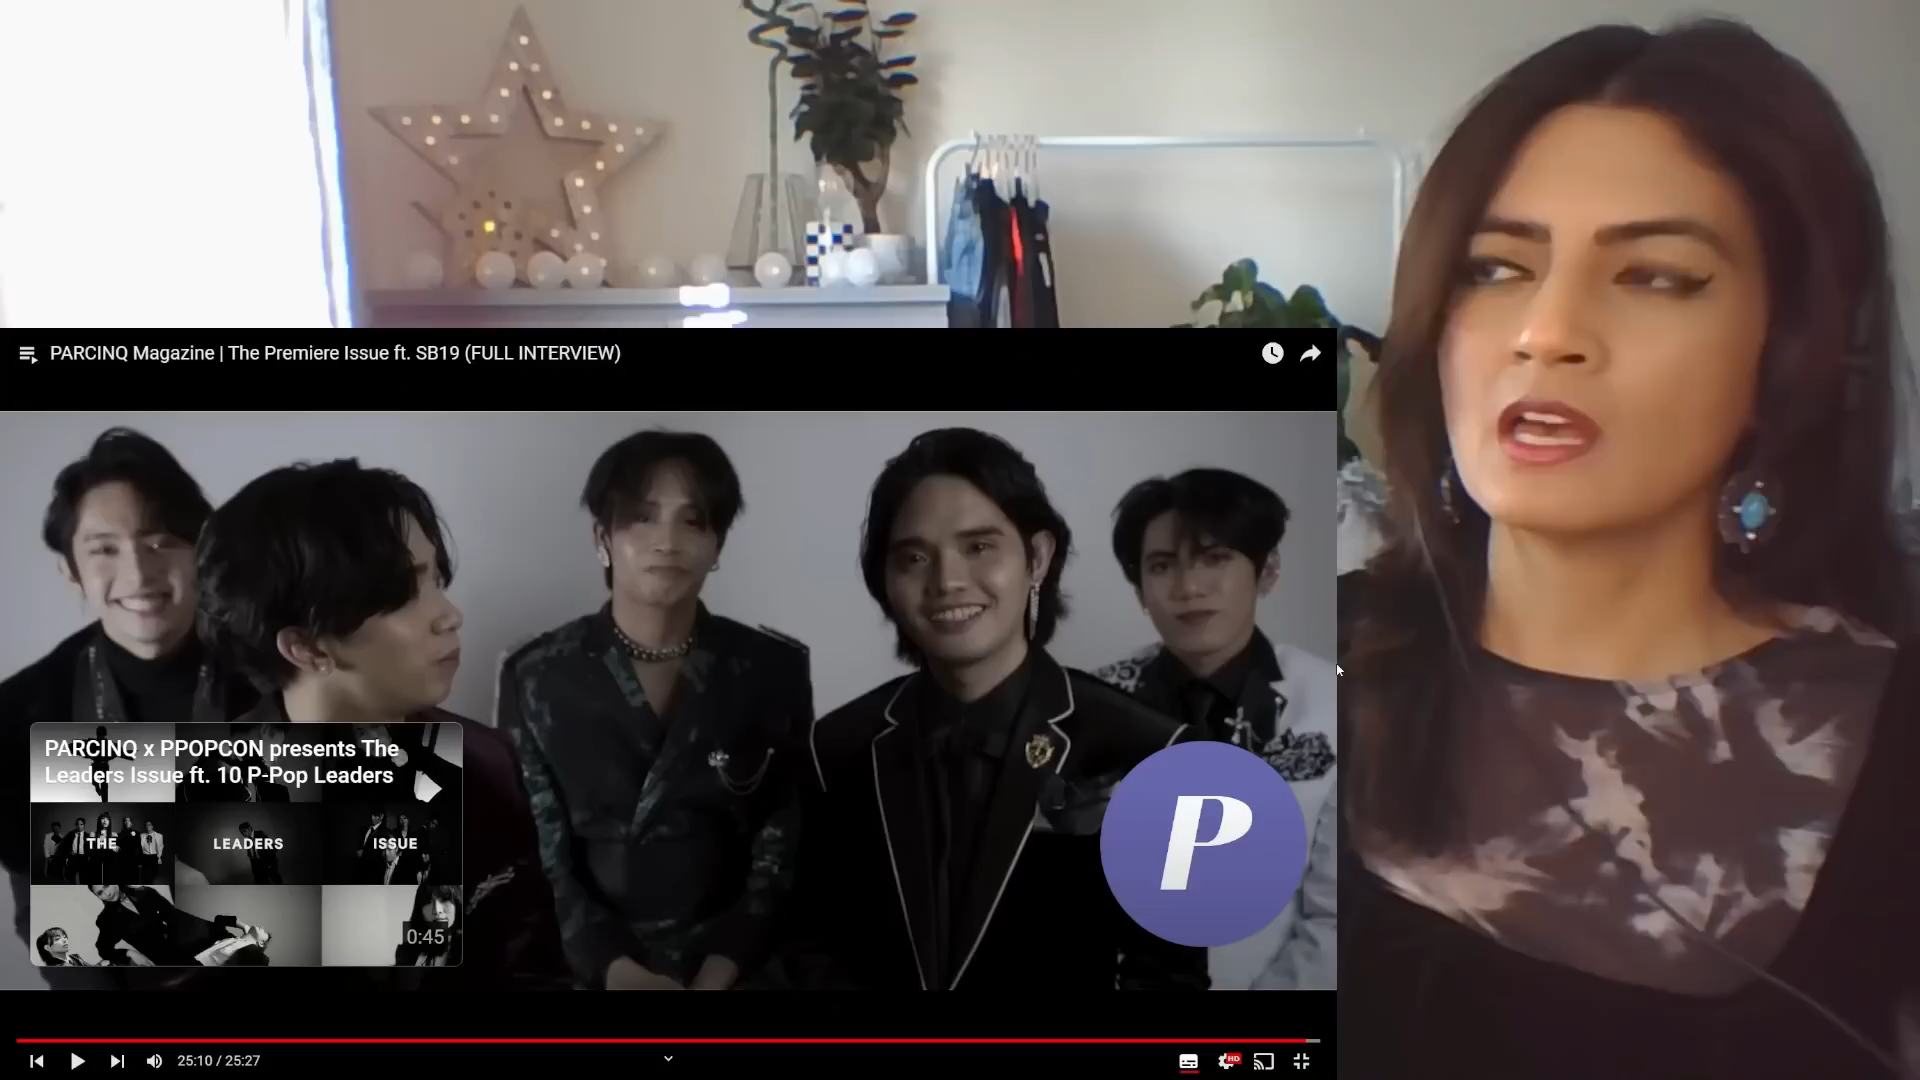 PARCINQ Magazine | The Premiere Issue ft. SB19 (FULL INTERVIEW)
PARCINQ x PPOPCON presents The
Leaders Issue ft. 10 P-Pop Leaders
THE LEADERS ISSUE
0:45
P
25:10 / 25:27
HD